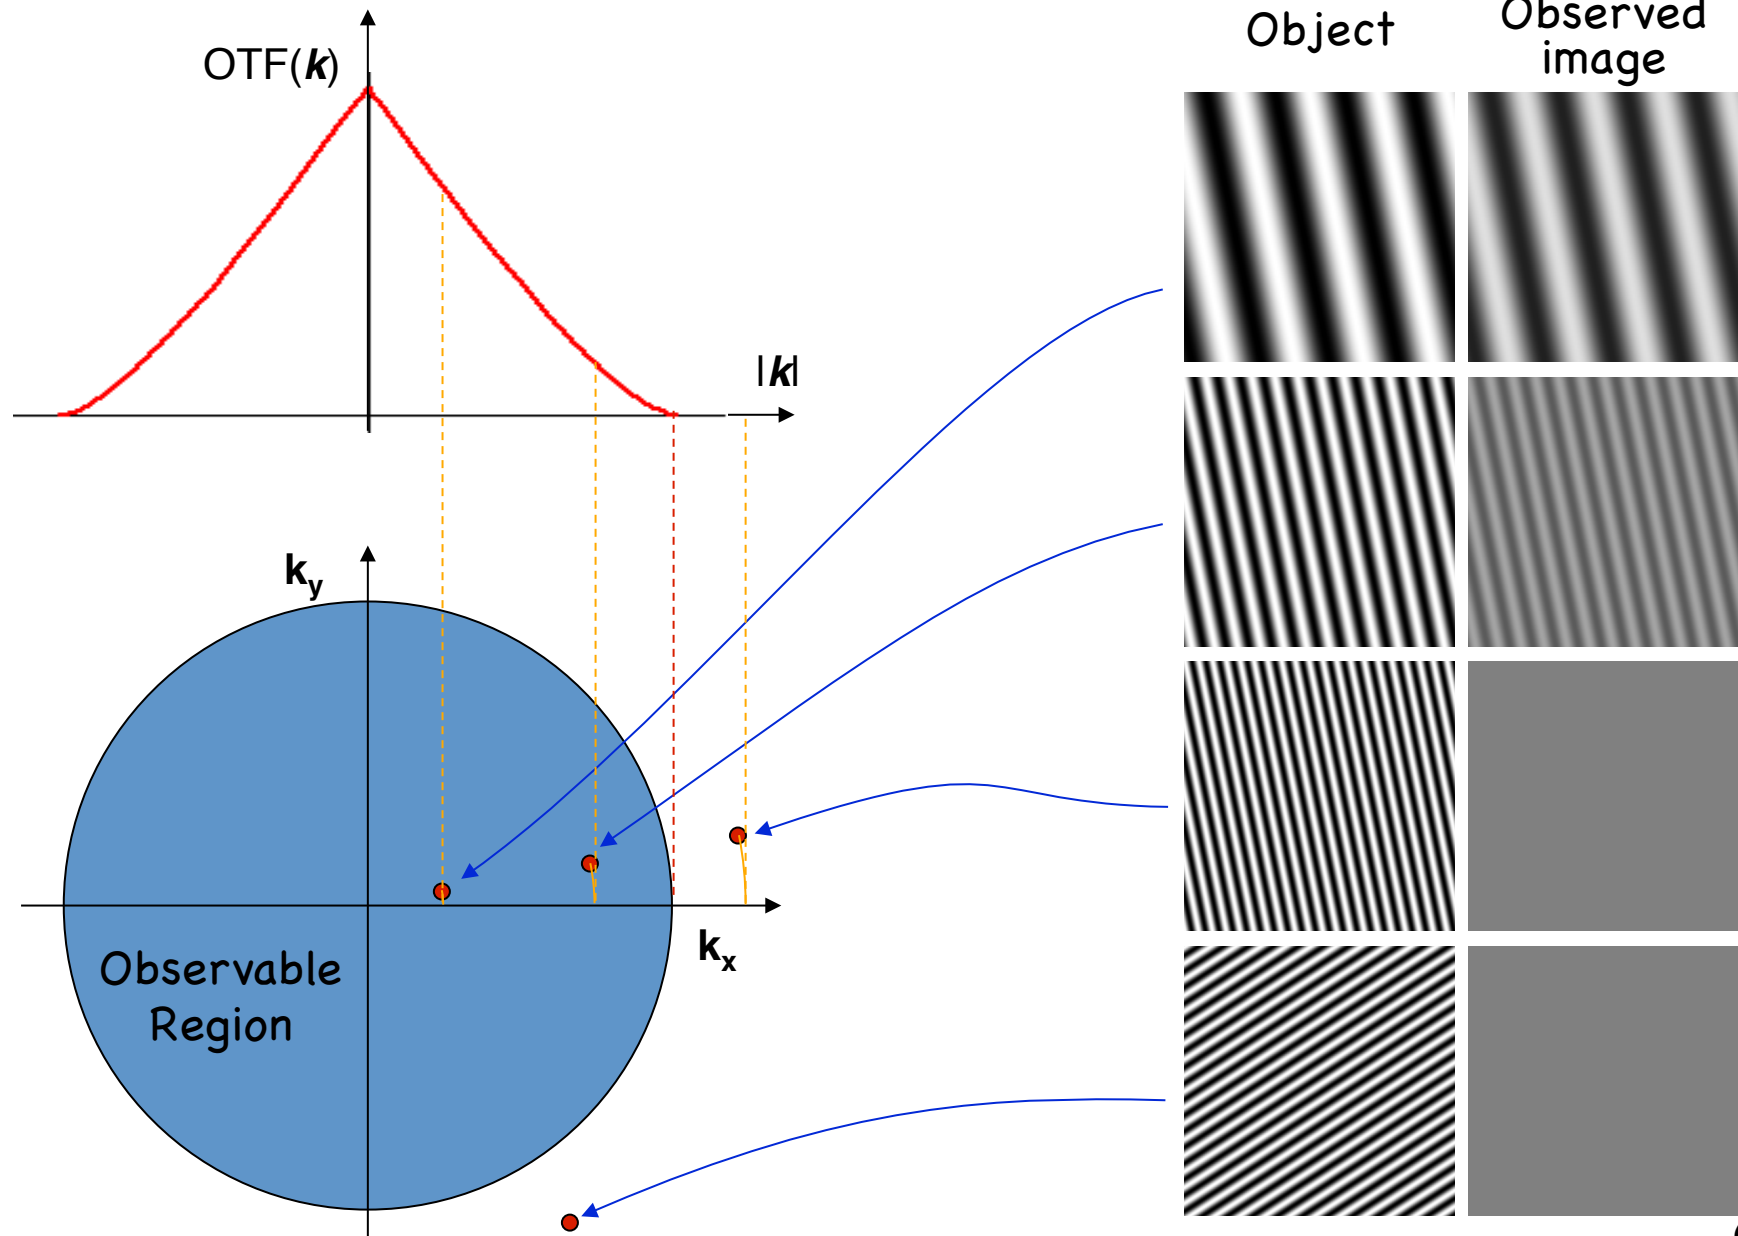 OTF(k)
|k|
ky
kx
Observable
Region
Object
Observed
image